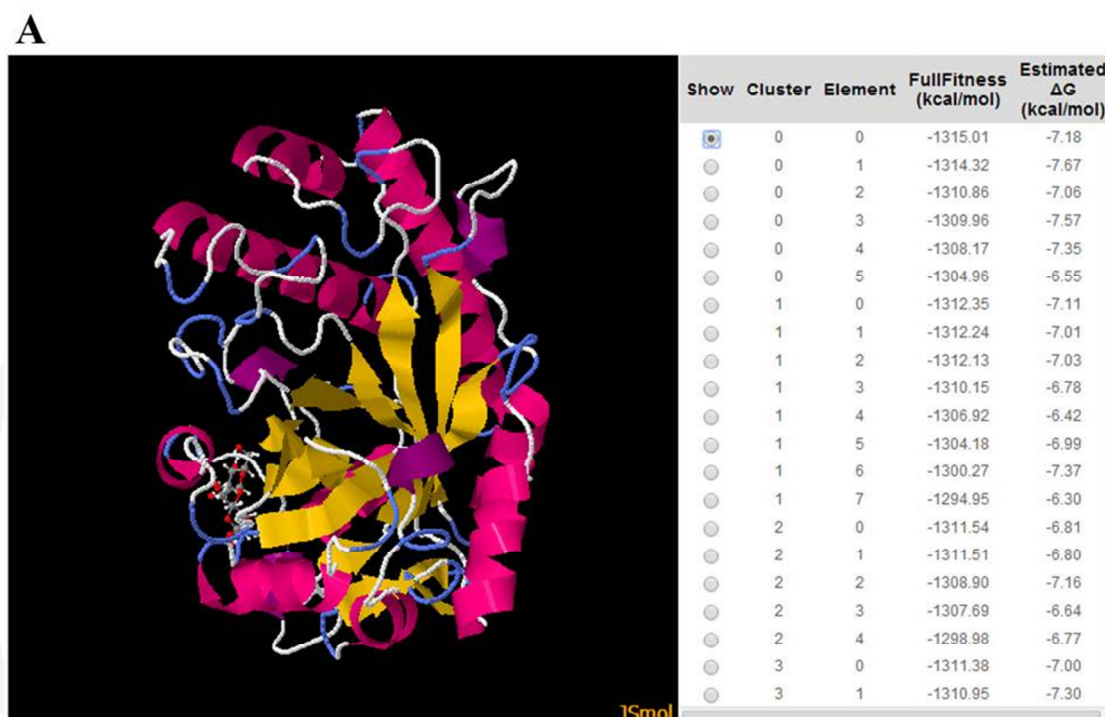 A
Show Cluster Element FullFitness (kcal/mol) Estimated ΔG (kcal/mol)
0 0 -1315.01 -7.18
0 1 -1314.32 -7.67
0 2 -1310.86 -7.06
0 3 -1309.96 -7.57
0 4 -1308.17 -7.35
0 5 -1304.96 -6.55
1 0 -1312.35 -7.11
1 1 -1312.24 -7.01
1 2 -1312.13 -7.03
1 3 -1310.15 -6.78
1 4 -1306.92 -6.42
1 5 -1304.18 -6.99
1 6 -1300.27 -7.37
1 7 -1294.95 -6.30
2 0 -1311.54 -6.81
2 1 -1311.51 -6.80
2 2 -1308.90 -7.16
2 3 -1307.69 -6.64
2 4 -1298.98 -6.77
3 0 -1311.38 -7.00
3 1 -1310.95 -7.30
JSmol